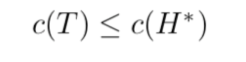 c(T) ≤ c(H*)